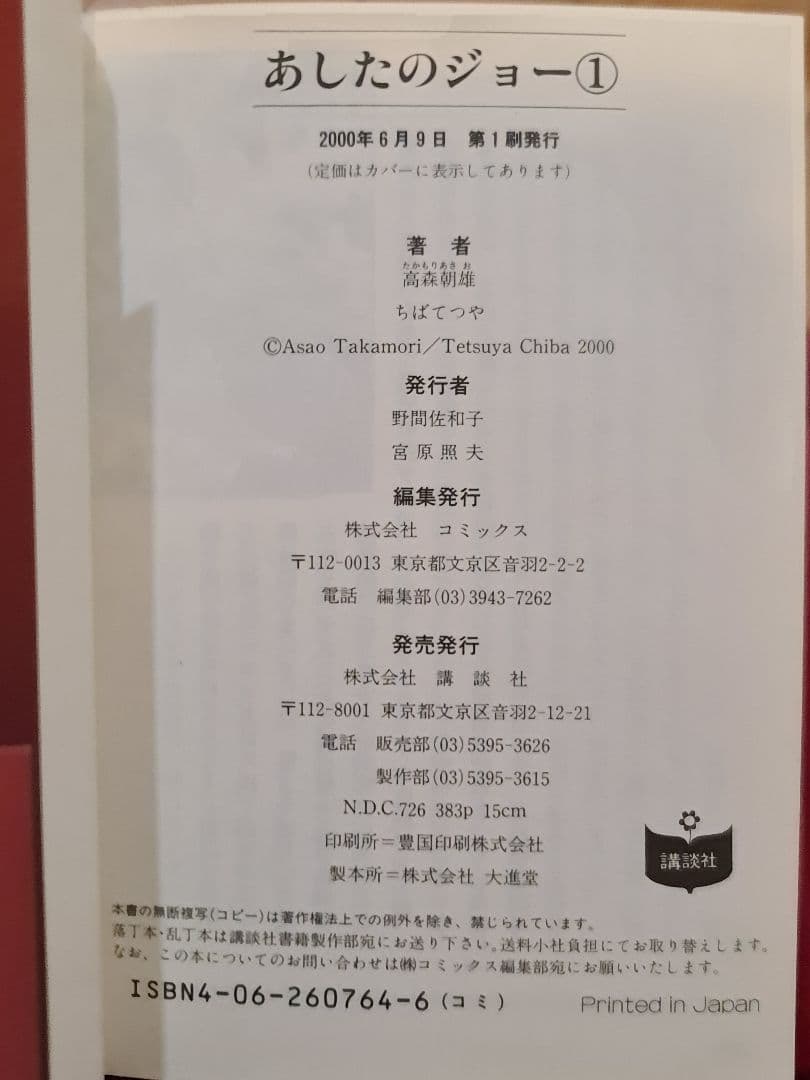 あしたのジョー①
2000年6月9日　第1刷発行
(定価はカバーに表示してあります)
著　者
たかもりあさお
高森朝雄
ちばてつや
©Asao Takamori／Tetsuya Chiba 2000
発行者
野間佐和子
宮原照夫
編集発行
株式会社　コミックス
〒112-0013 東京都文京区音羽2-2-2
電話　編集部(03)3943-7262
発売発行
株式会社　講　談　社
〒112-8001 東京都文京区音羽2-12-21
電話　販売部(03)5395-3626
製作部(03)5395-3615
N.D.C.726 383p 15cm
印刷所＝豊国印刷株式会社
製本所＝株式会社 大進堂
講談社
本書の無断複写(コピー)は著作権法上での例外を除き、禁じられています。
落丁本・乱丁本は講談社書籍製作部宛にお送り下さい。送料小社負担にてお取り替えします。
なお、この本についてのお問い合わせは㈱コミックス編集部宛にお願いいたします。
ISBN4-06-260764-6(コミ)
Printed in Japan